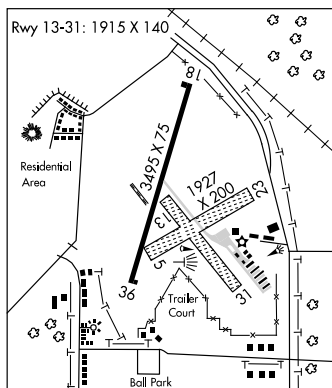 Rwy 13-31: 1915 X 140
18
3495 X 75
Residential
Area
1927
X 200
23
13
5
36
31
Trailer
Court
Ball Park